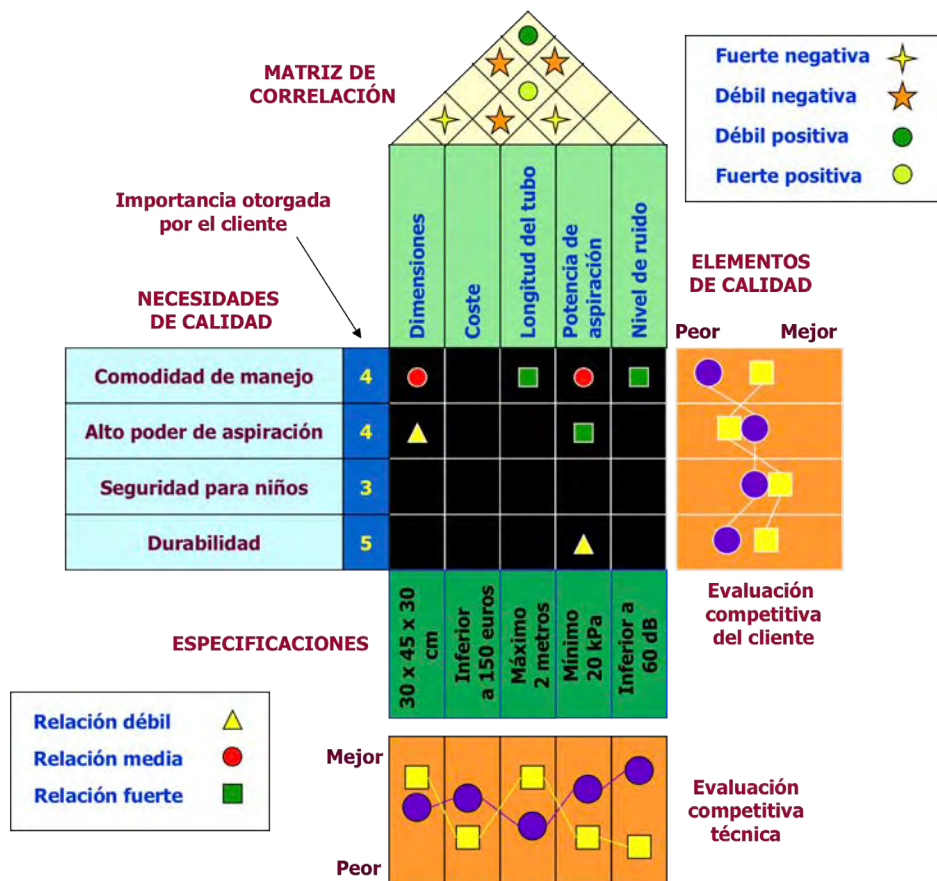 MATRIZ DE
CORRELACIÓN
Fuerte negativa
Débil negativa
Débil positiva
Fuerte positiva
Importancia otorgada
por el cliente
Dimensiones
Coste
Longitud del tubo
Potencia de
aspiración
Nivel de ruido
ELEMENTOS
DE CALIDAD
NECESIDADES
DE CALIDAD
Peor
Mejor
Comodidad de manejo
4
Alto poder de aspiración
4
Seguridad para niños
3
Durabilidad
5
ESPECIFICACIONES
30 x 45 x 30
cm
Inferior
a 150 euros
Máximo
2 metros
Mínimo
20 kPa
Inferior a
60 dB
Evaluación
competitiva
del cliente
Relación débil
Relación media
Relación fuerte
Mejor
Peor
Evaluación
competitiva
técnica